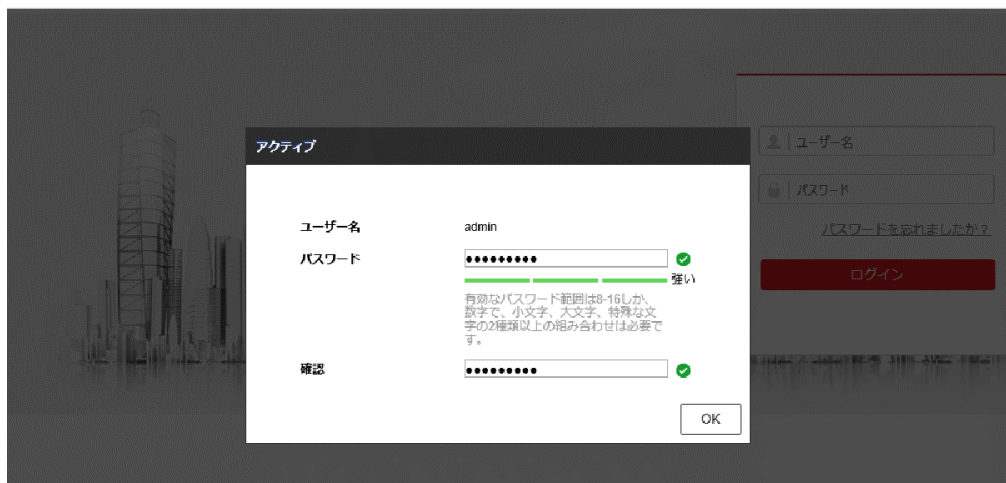 アクティブ
ユーザー名 admin
パスワード •••••••••
強い
有効なパスワード範囲は8-16しか、
数字で、小文字、大文字、特殊な文
字の2種類以上の組み合わせは必要で
す。
確認 •••••••••
OK
ユーザー名
パスワード
パスワードを忘れましたか？
ログイン